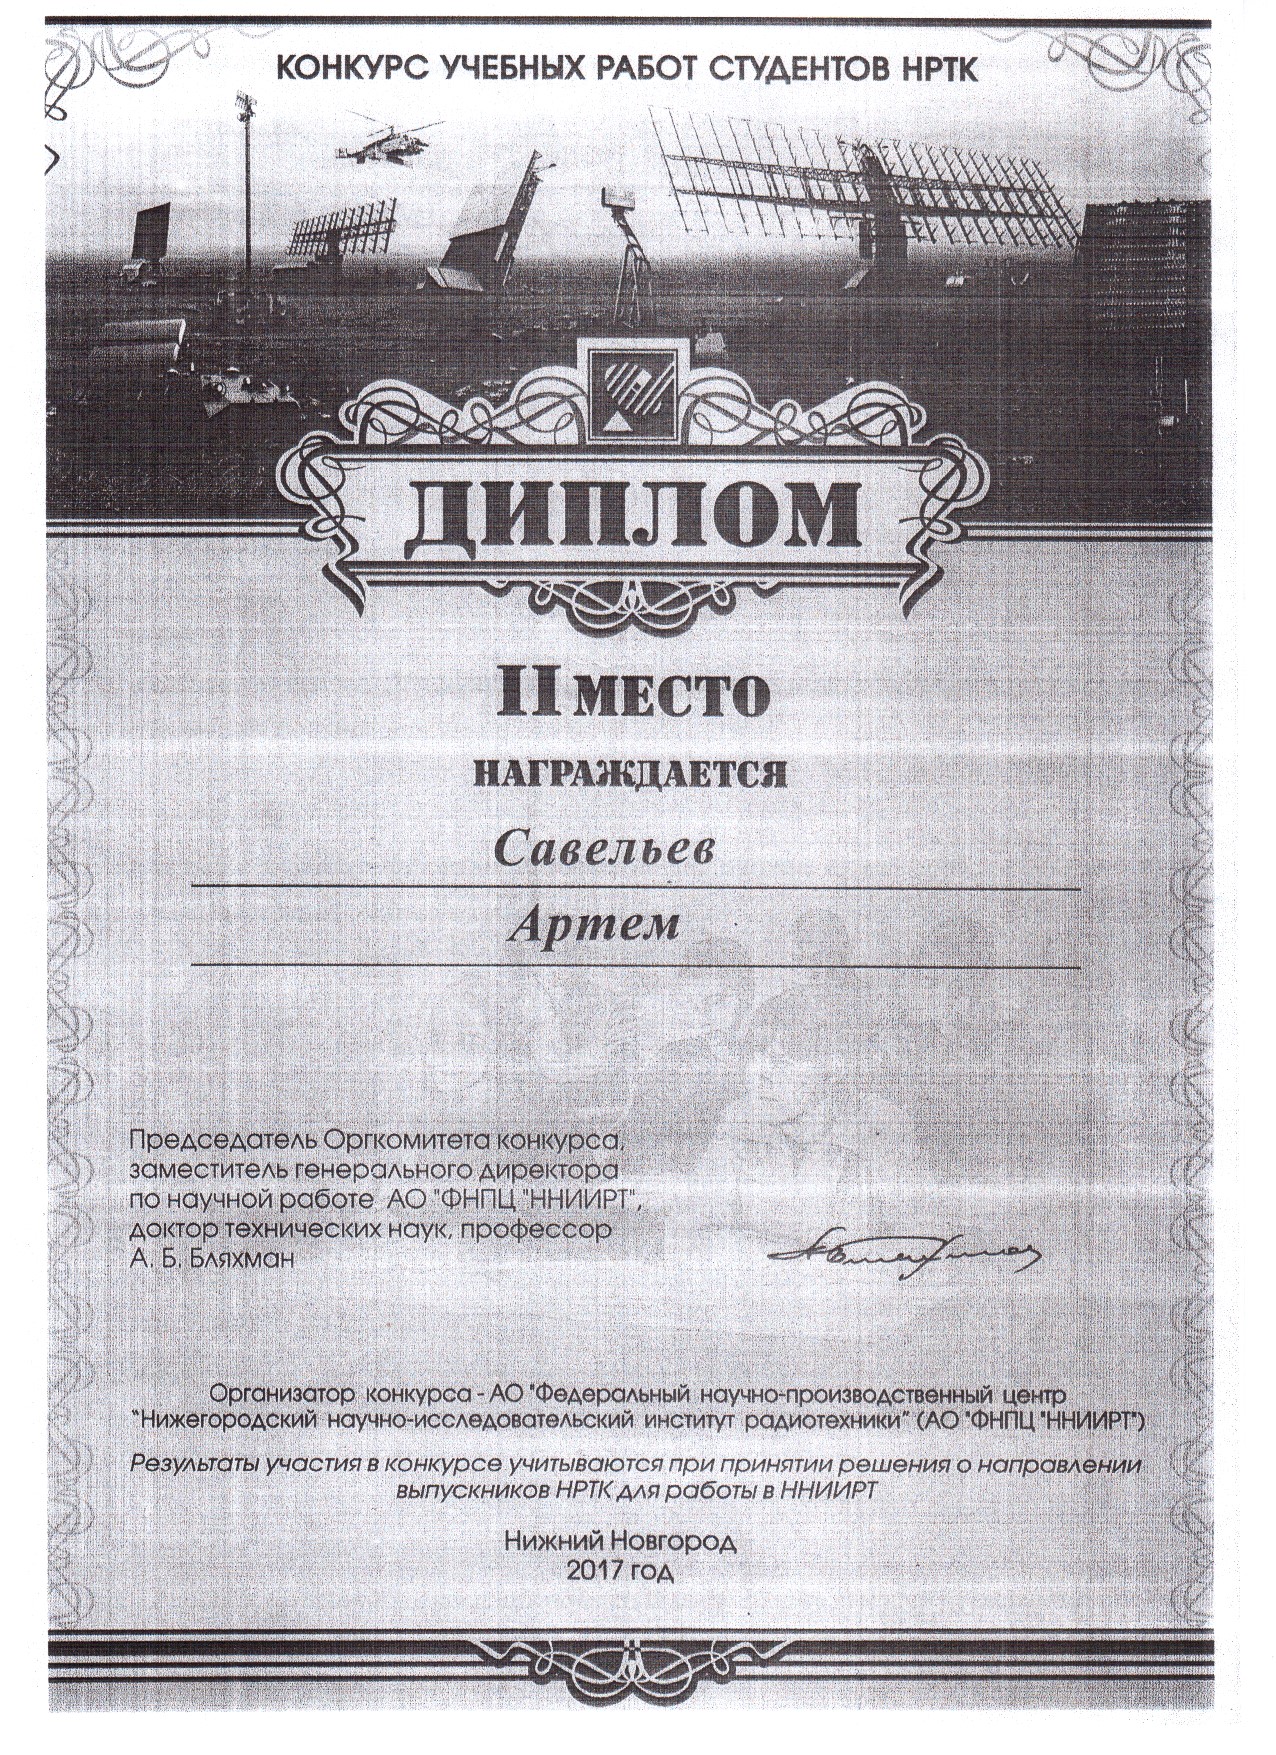 КОНКУРС УЧЕБНЫХ РАБОТ СТУДЕНТОВ НРТК
ДИПЛОМ
II МЕСТО
НАГРАЖДАЕТСЯ
Савельев
Артем
Председатель Оргкомитета конкурса,
заместитель генерального директора
по научной работе АО "ФНПЦ "ННИИРТ",
доктор технических наук, профессор
А. Б. Бляхман
Организатор конкурса - АО "Федеральный научно-производственный центр
"Нижегородский научно-исследовательский институт радиотехники" (АО "ФНПЦ "ННИИРТ")
Результаты участия в конкурсе учитываются при принятии решения о направлении
выпускников НРТК для работы в ННИИРТ
Нижний Новгород
2017 год